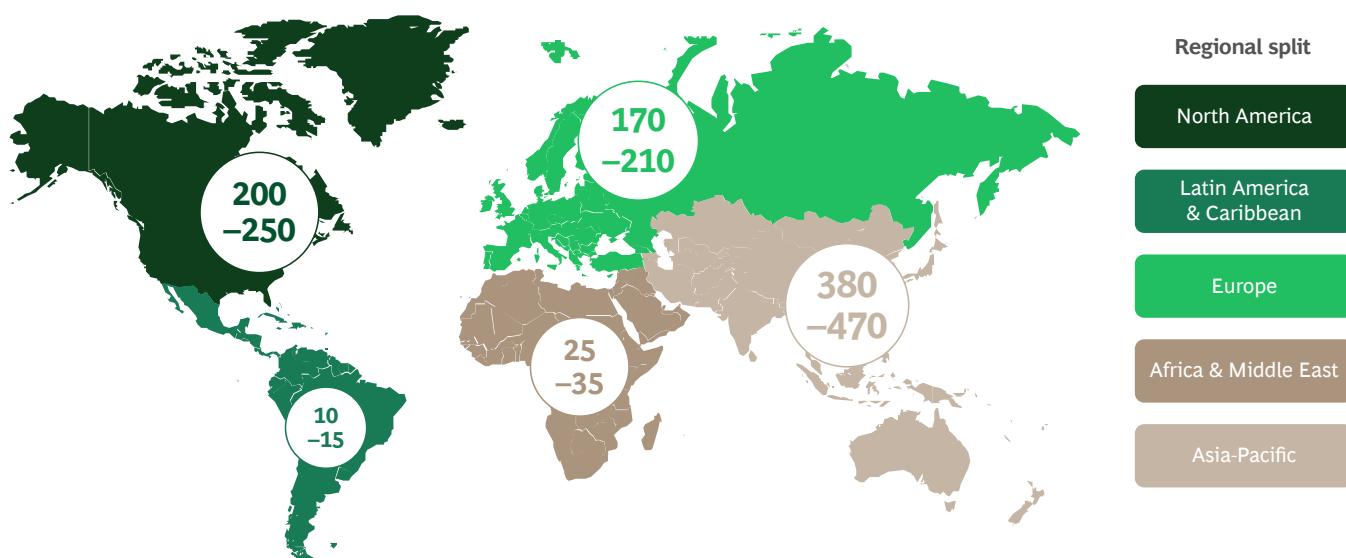 Regional split
North America
Latin America
& Caribbean
Europe
Africa & Middle East
Asia-Pacific
170
–210
200
–250
380
–470
25
–35
10
–15